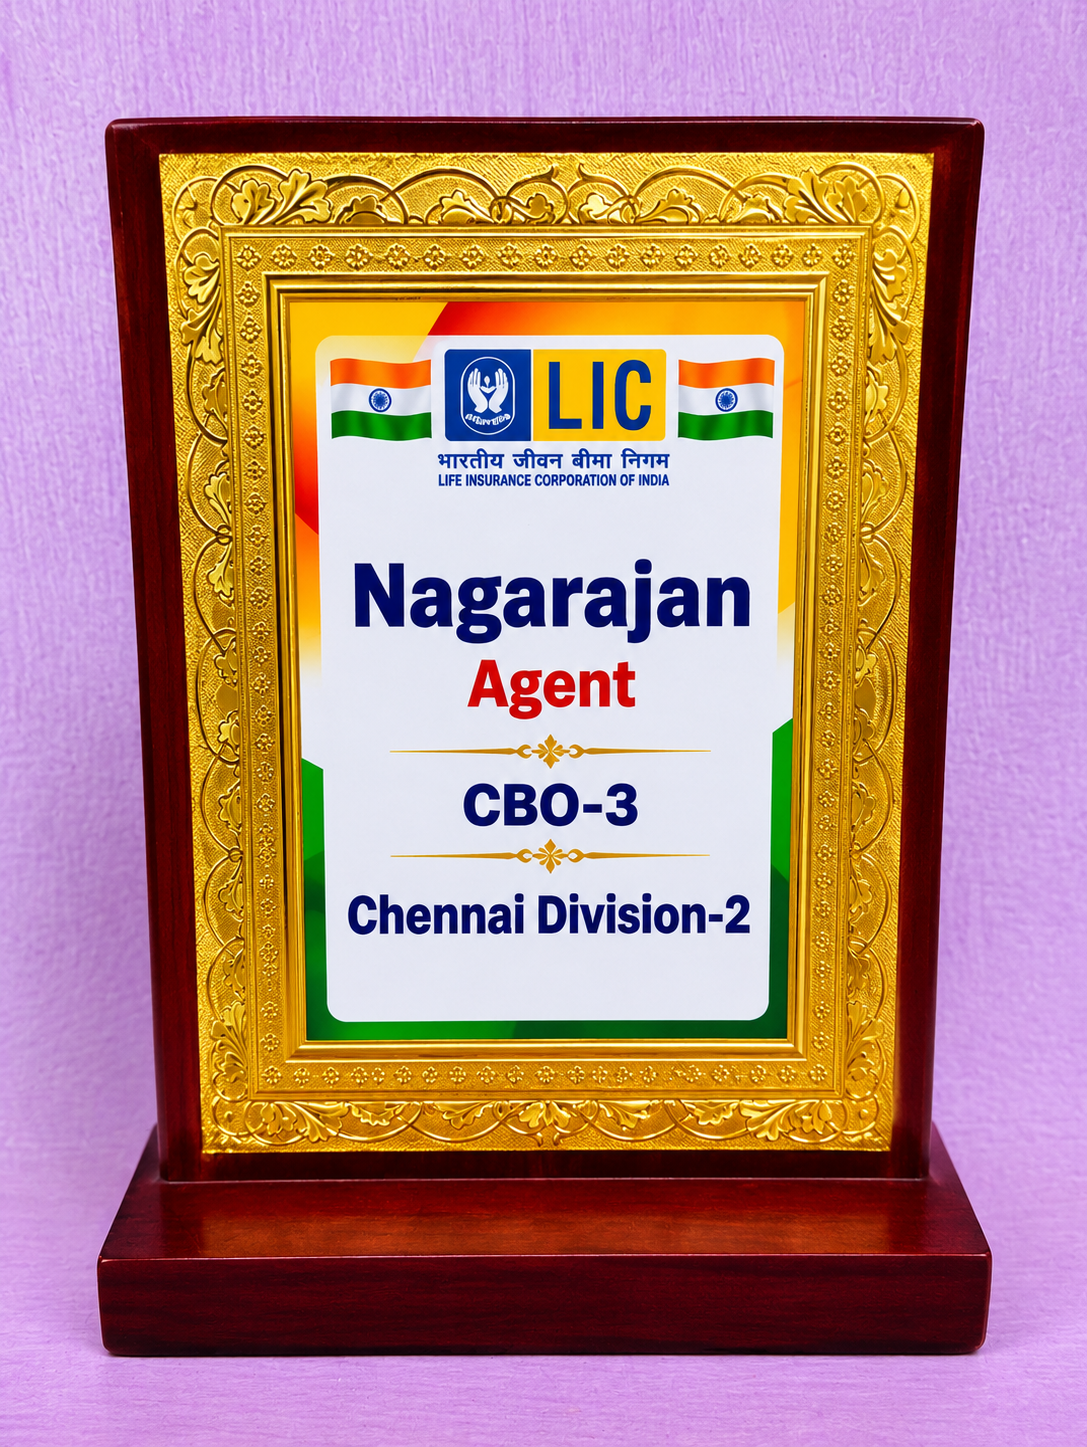 LIC
भारतीय जीवन बीमा निगम
LIFE INSURANCE CORPORATION OF INDIA
Nagarajan
Agent
CBO-3
Chennai Division-2